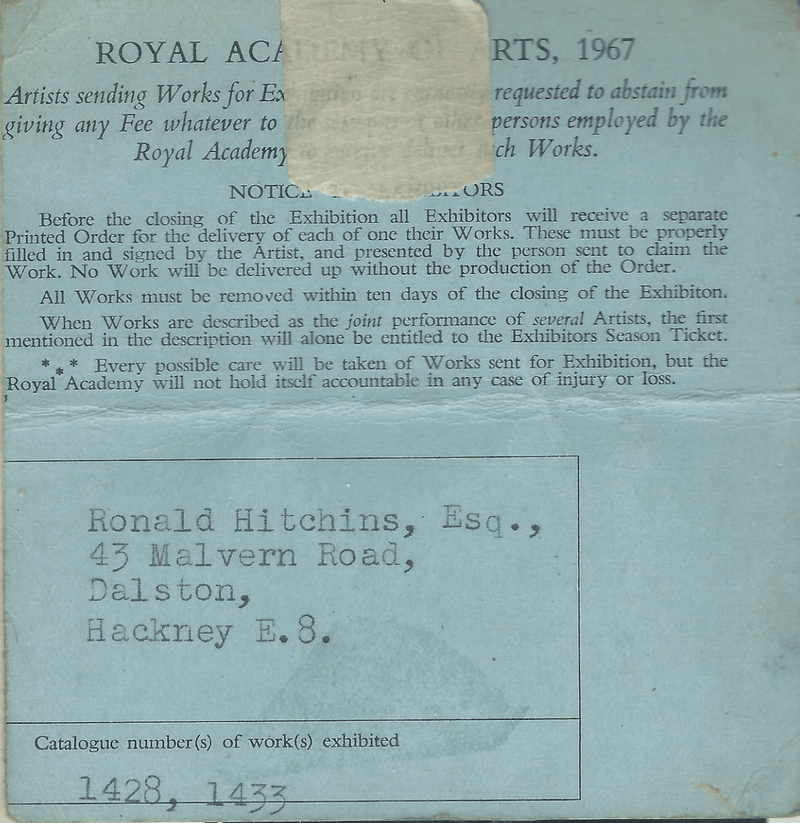 ROYAL ACADEMY OF ARTS, 1967
Artists sending Works for Ex requested to abstain from
giving any Fee whatever to the persons employed by the
Royal Academy ch Works.
NOTICE EXHIBITORS
Before the closing of the Exhibition all Exhibitors will receive a separate
Printed Order for the delivery of each of one their Works. These must be properly
filled in and signed by the Artist, and presented by the person sent to claim the
Work. No Work will be delivered up without the production of the Order.
All Works must be removed within ten days of the closing of the Exhibiton.
When Works are described as the joint performance of several Artists, the first
mentioned in the description will alone be entitled to the Exhibitors Season Ticket.
*⁎* Every possible care will be taken of Works sent for Exhibition, but the
Royal Academy will not hold itself accountable in any case of injury or loss.
Ronald Hitchins, Esq.,
43 Malvern Road,
Dalston,
Hackney E.8.
Catalogue number(s) of work(s) exhibited
1428, 1433